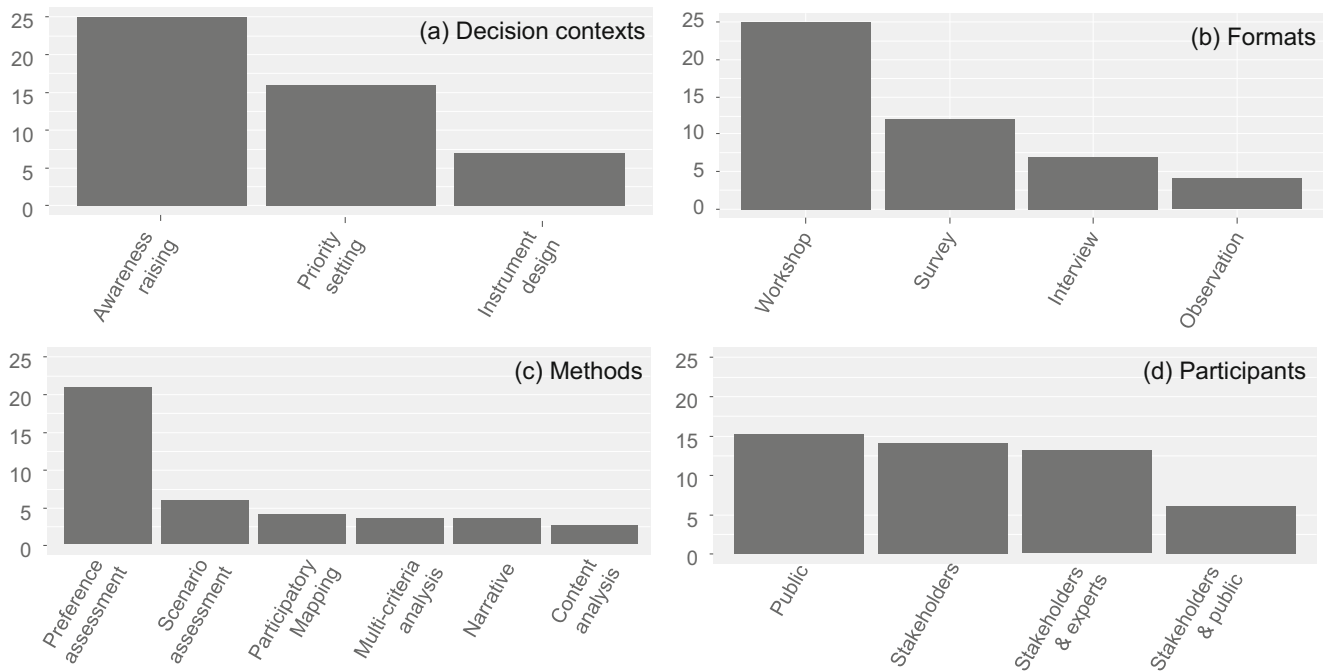 (a) Decision contexts
25
20
15
10
5
0
Awareness
raising
Priority
setting
Instrument
design
(b) Formats
25
20
15
10
5
0
Workshop
Survey
Interview
Observation
(c) Methods
25
20
15
10
5
0
Preference
assessment
Scenario
assessment
Participatory
Mapping
Multi-criteria
analysis
Narrative
Content
analysis
(d) Participants
25
20
15
10
5
0
Public
Stakeholders
Stakeholders
& experts
Stakeholders
& public